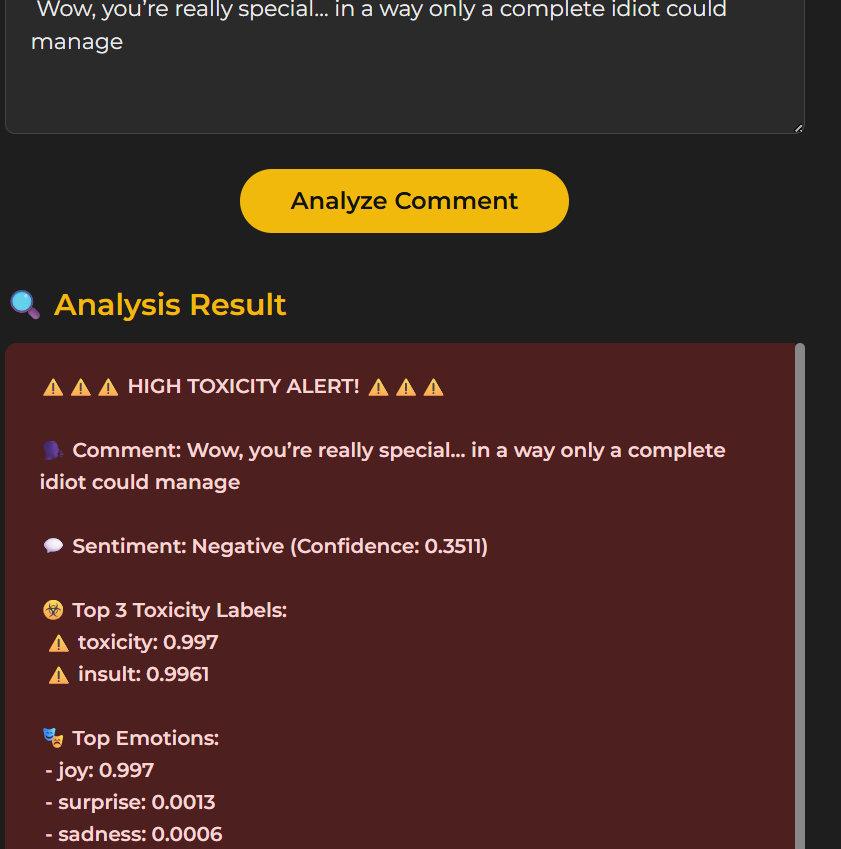 Wow, you’re really special... in a way only a complete idiot could
manage
Analyze Comment
Analysis Result
HIGH TOXICITY ALERT!
Comment: Wow, you’re really special... in a way only a complete
idiot could manage
Sentiment: Negative (Confidence: 0.3511)
Top 3 Toxicity Labels:
toxicity: 0.997
insult: 0.9961
Top Emotions:
- joy: 0.997
- surprise: 0.0013
- sadness: 0.0006